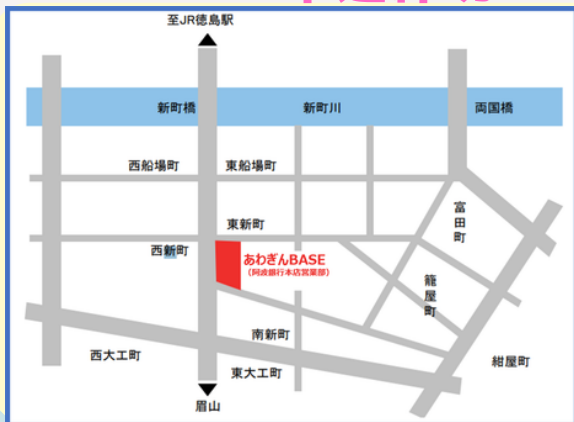 至JR徳島駅
新町橋
新町川
両国橋
西船場町
東船場町
東新町
富田町
西新町
あわぎんBASE
(阿波銀行本店営業部)
籠屋町
南新町
西大工町
東大工町
紺屋町
眉山